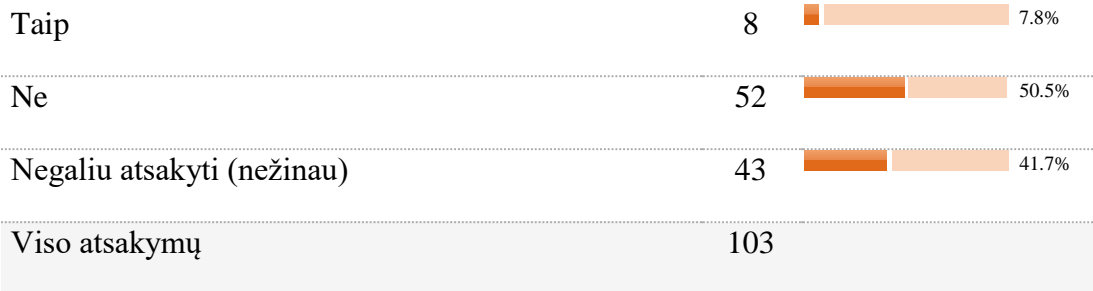 Taip 8 7.8%
Ne 52 50.5%
Negaliu atsakyti (nežinau) 43 41.7%
Viso atsakymų 103